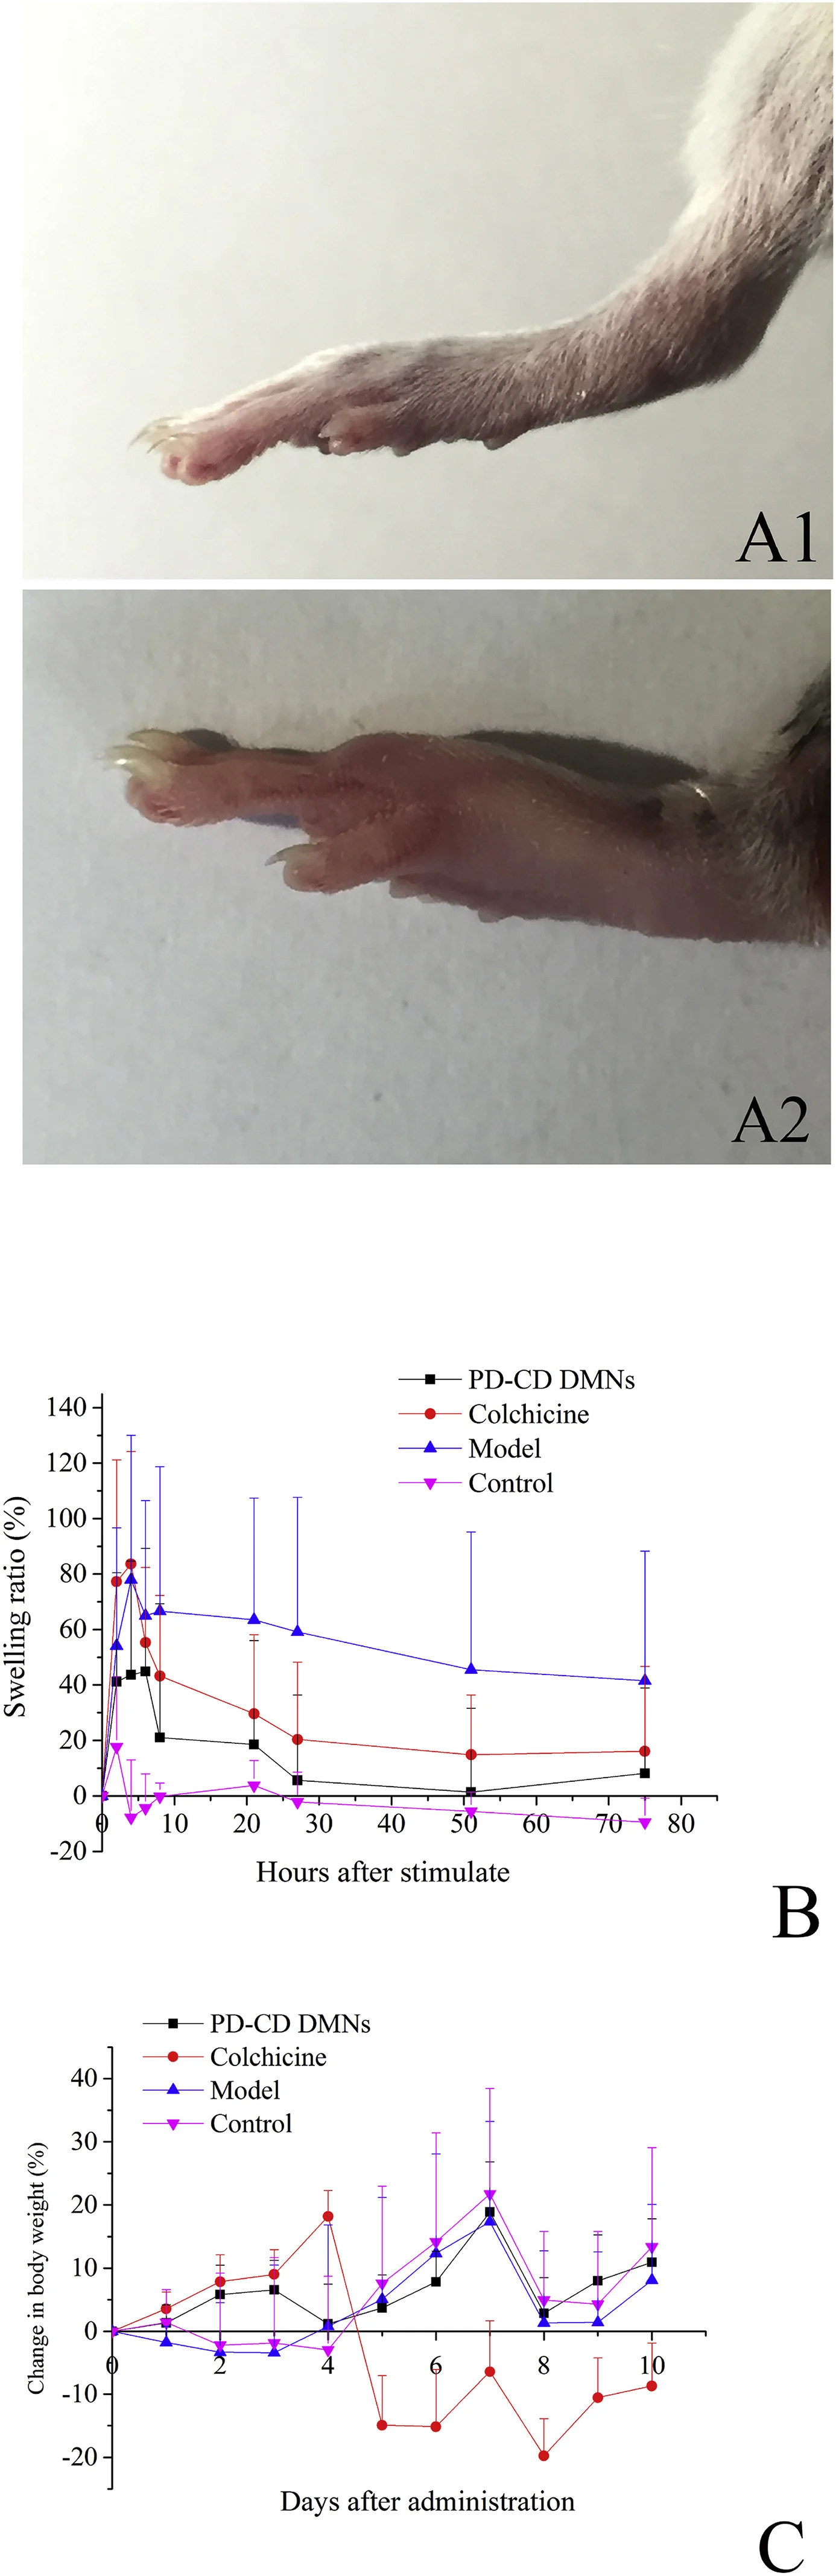 A1
A2
PD-CD DMNs
Colchicine
Model
Control
140
120
100
80
60
40
20
0
-20
0 10 20 30 40 50 60 70 80
Swelling ratio (%)
Hours after stimulate
B
PD-CD DMNs
Colchicine
Model
Control
40
30
20
10
0
-10
-20
0 2 4 6 8 10
Change in body weight (%)
Days after administration
C